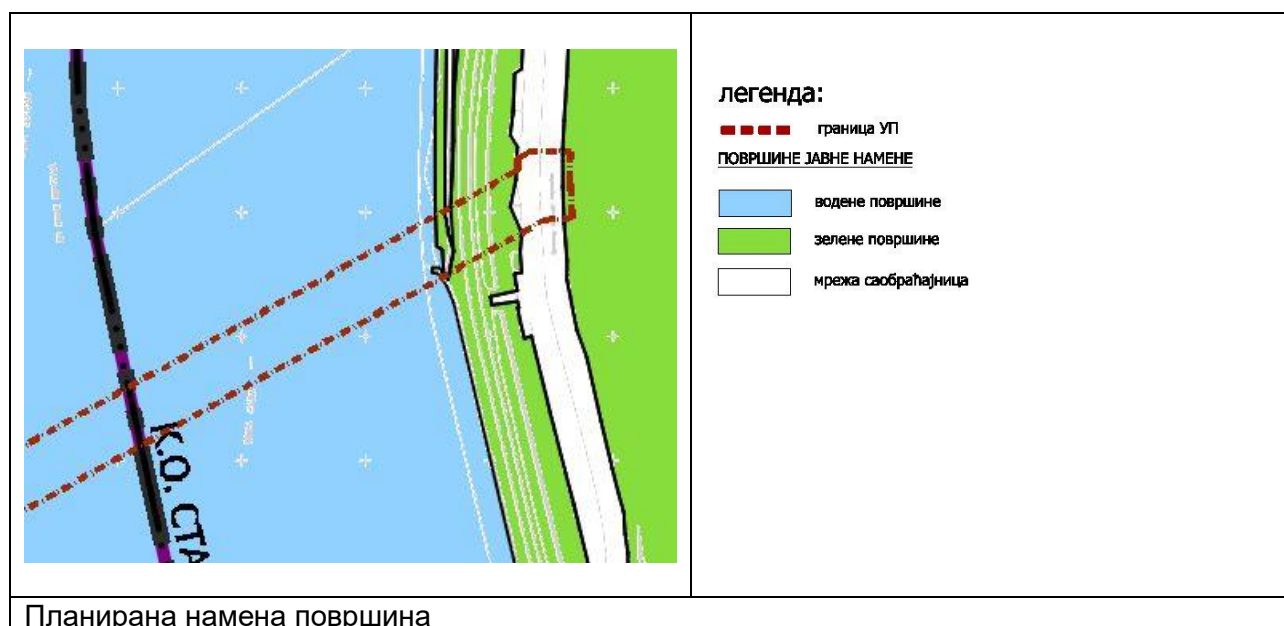 К.О. СТА
легенда:
граница УП
ПОВРШИНЕ ЈАВНЕ НАМЕНЕ
водене површине
зелене површине
мрежа саобраћајница
Планирана намена површина